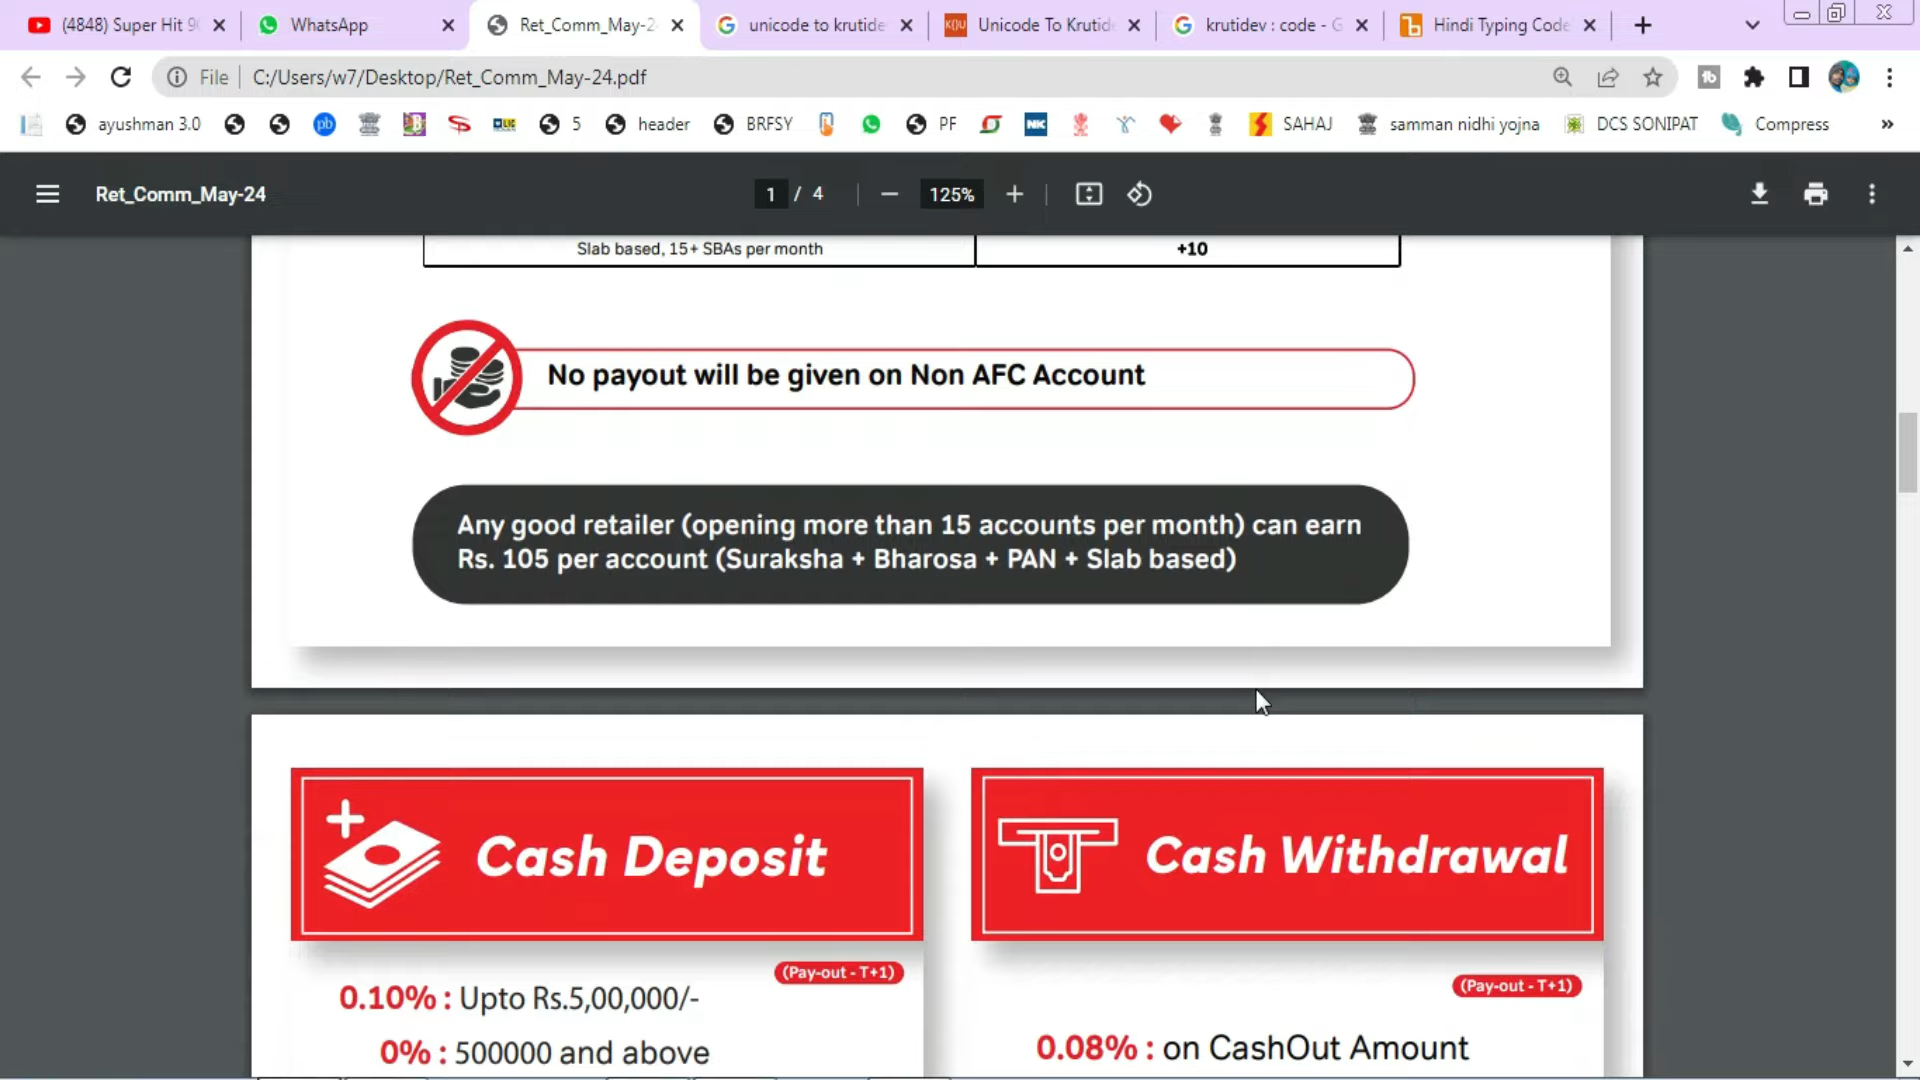 (4848) Super Hit 90
WhatsApp
Ret_Comm_May-2
unicode to krutide
Unicode To Krutid
krutidev : code - G
Hindi Typing Code
File
C:/Users/w7/Desktop/Ret_Comm_May-24.pdf
ayushman 3.0
pb
LIC
5
header
BRFSY
PF
NK
SAHAJ
samman nidhi yojna
DCS SONIPAT
Compress
»
Ret_Comm_May-24
1 / 4
125%
Slab based, 15+ SBAs per month
+10
No payout will be given on Non AFC Account
Any good retailer (opening more than 15 accounts per month) can earn
Rs. 105 per account (Suraksha + Bharosa + PAN + Slab based)
Cash Deposit
Cash Withdrawal
(Pay-out - T+1)
(Pay-out - T+1)
0.10% : Upto Rs.5,00,000/-
0% : 500000 and above
0.08% : on CashOut Amount